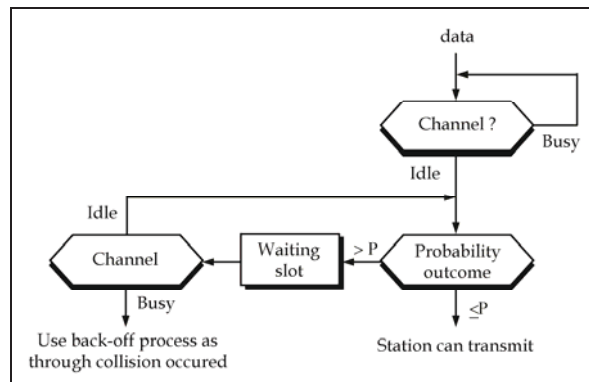 data
Channel ?
Busy
Idle
Idle
Channel
Waiting
slot
> P
Probability
outcome
Busy
≤P
Use back-off process as
through collision occured
Station can transmit